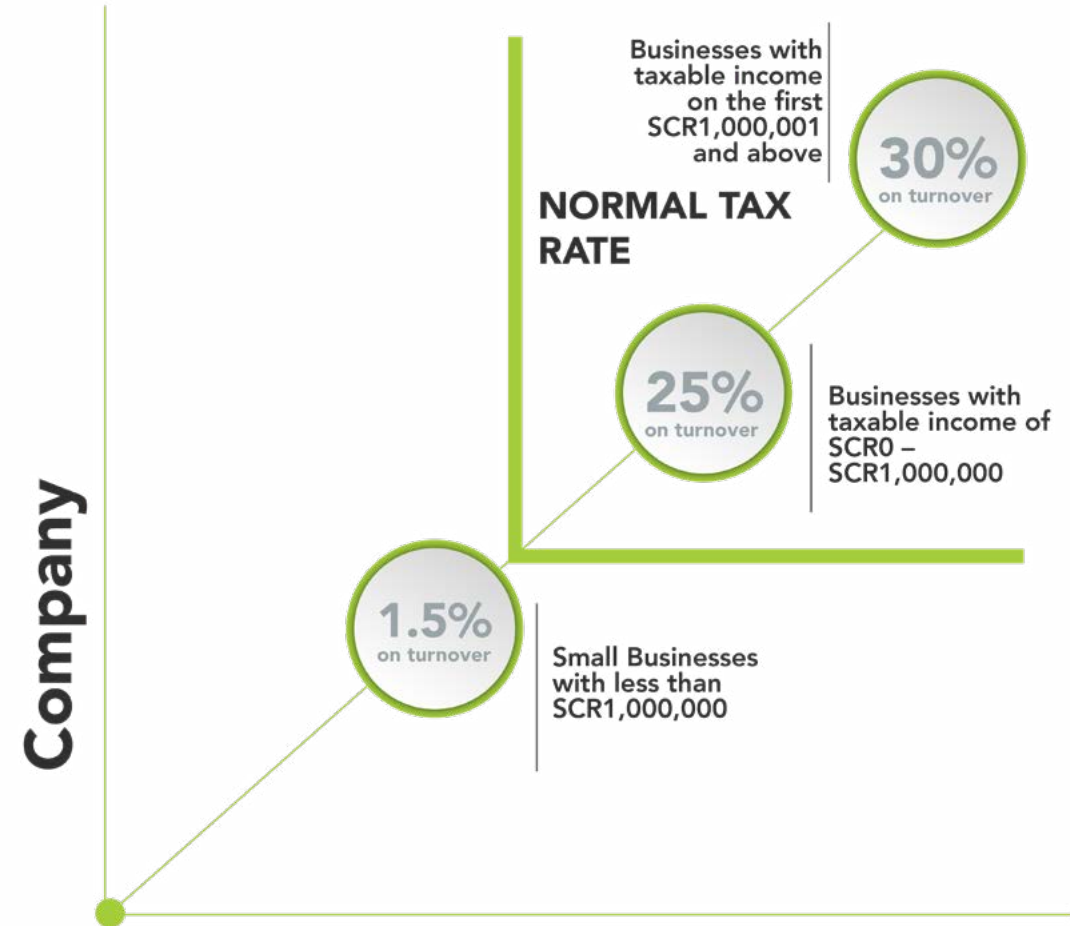 Businesses with
taxable income
on the first
SCR1,000,001
and above
30%
on turnover
NORMAL TAX
RATE
25%
on turnover
Businesses with
taxable income of
SCR0 –
SCR1,000,000
Company
1.5%
on turnover
Small Businesses
with less than
SCR1,000,000